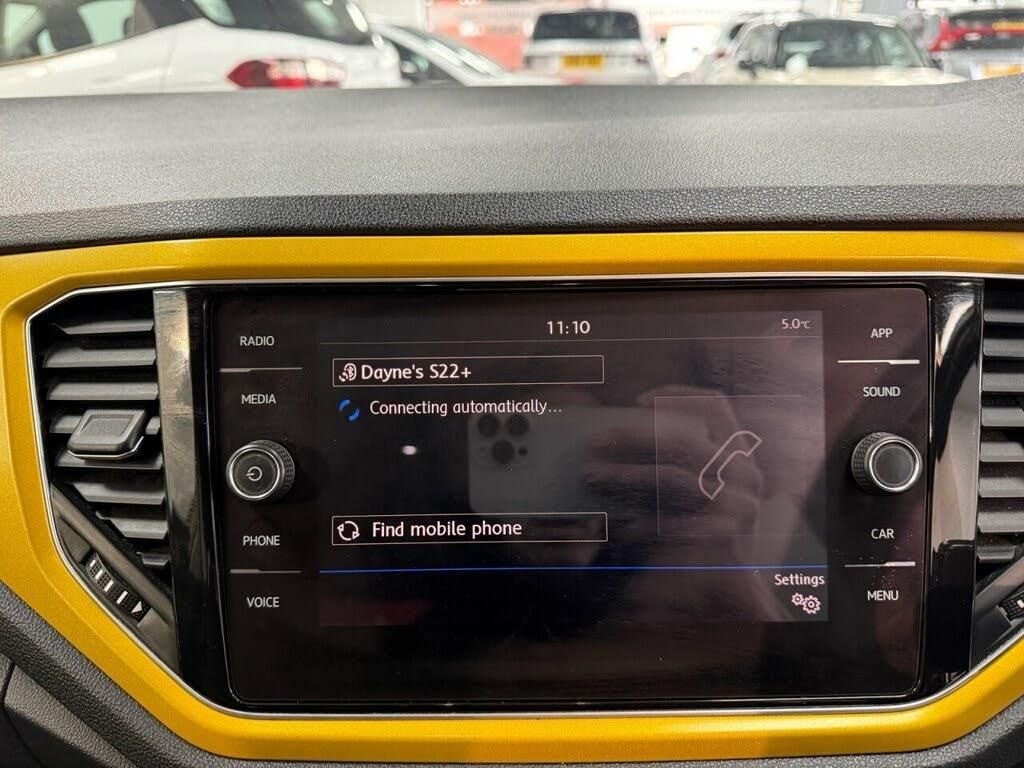 RADIO
MEDIA
PHONE
VOICE
11:10
5.0°C
Dayne's S22+
Connecting automatically...
Find mobile phone
Settings
APP
SOUND
CAR
MENU